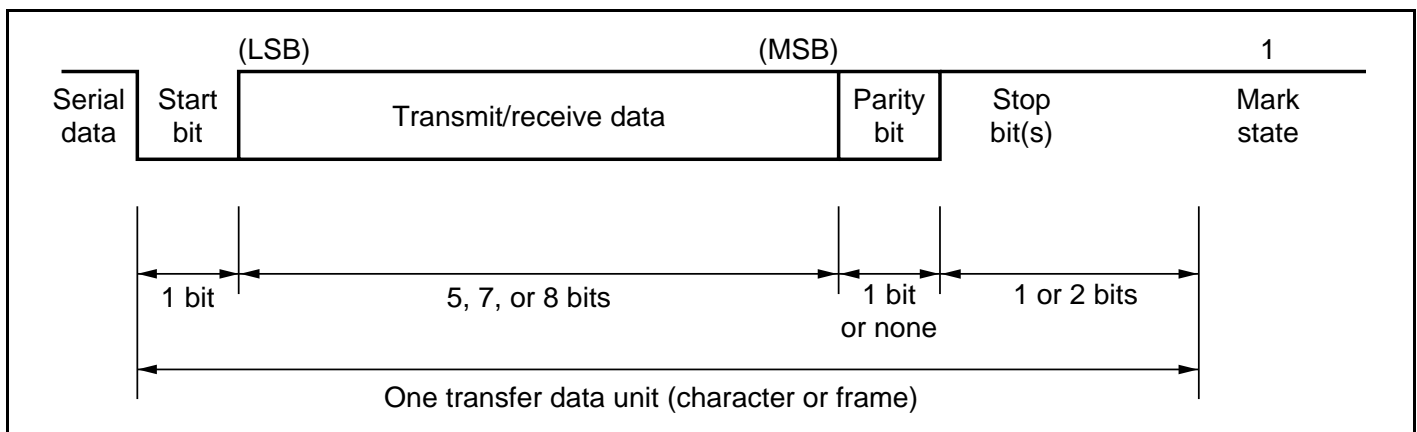 (LSB) (MSB) 1
Serial Start Transmit/receive data Parity Stop Mark
data bit bit bit(s) state
1 bit 5, 7, or 8 bits 1 bit 1 or 2 bits
or none
One transfer data unit (character or frame)